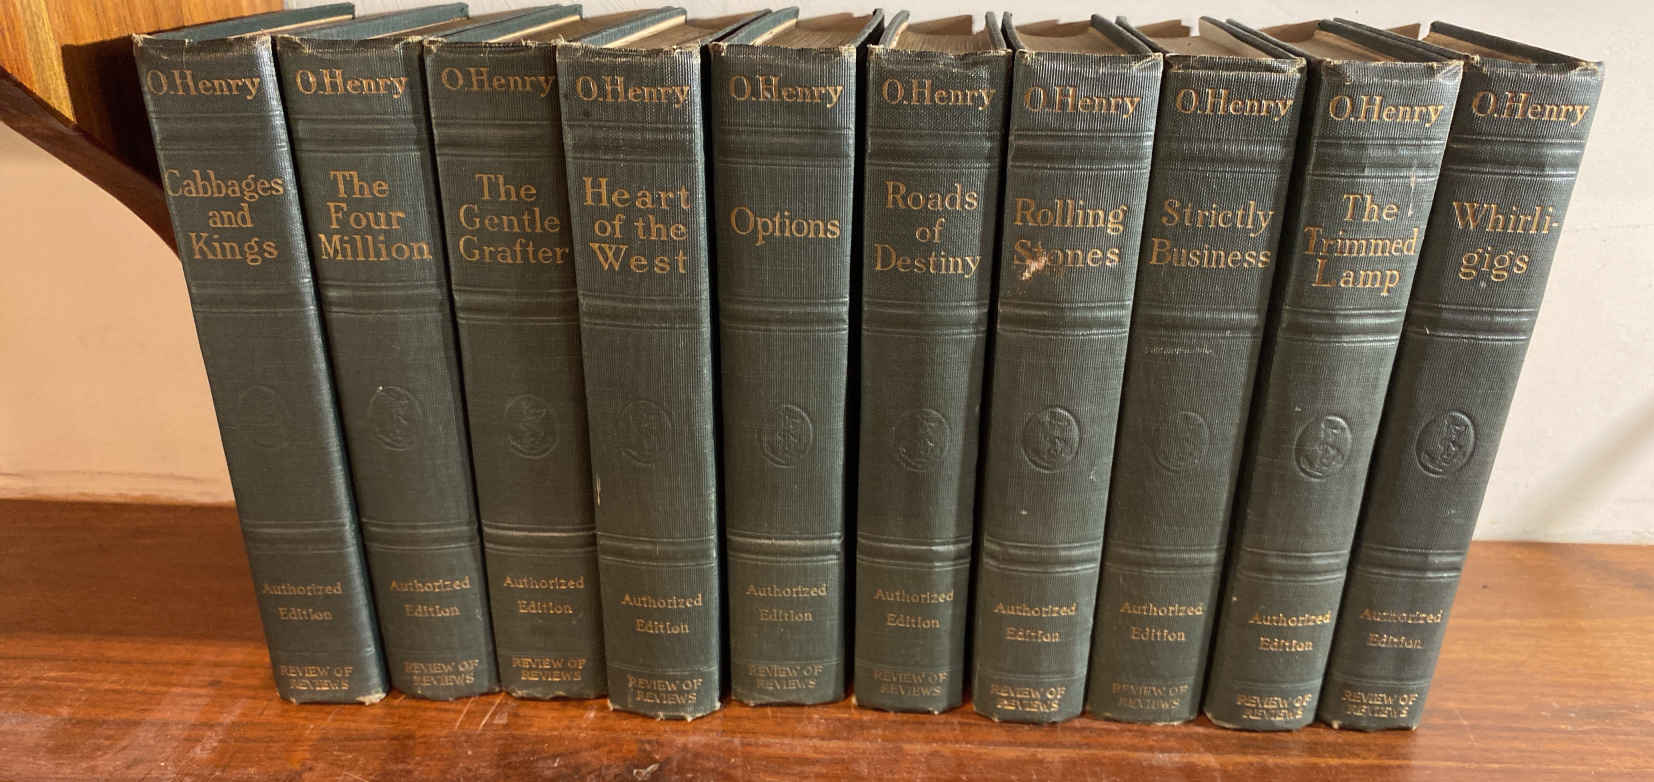 O.Henry
Cabbages
and
Kings
Authorized
Edition
REVIEW OF
REVIEWS
O.Henry
The
Four
Million
Authorized
Edition
REVIEW OF
REVIEWS
O.Henry
The
Gentle
Grafter
Authorized
Edition
REVIEW OF
REVIEWS
O.Henry
Heart
of the
West
Authorized
Edition
REVIEW OF
REVIEWS
O.Henry
Options
Authorized
Edition
REVIEW OF
REVIEWS
O.Henry
Roads
of
Destiny
Authorized
Edition
REVIEW OF
REVIEWS
O.Henry
Rolling
Stones
Authorized
Edition
REVIEW OF
REVIEWS
O.Henry
Strictly
Business
Authorized
Edition
REVIEW OF
REVIEWS
O.Henry
The
Trimmed
Lamp
Authorized
Edition
REVIEW OF
REVIEWS
O.Henry
Whirli-
gigs
Authorized
Edition
REVIEW OF
REVIEWS